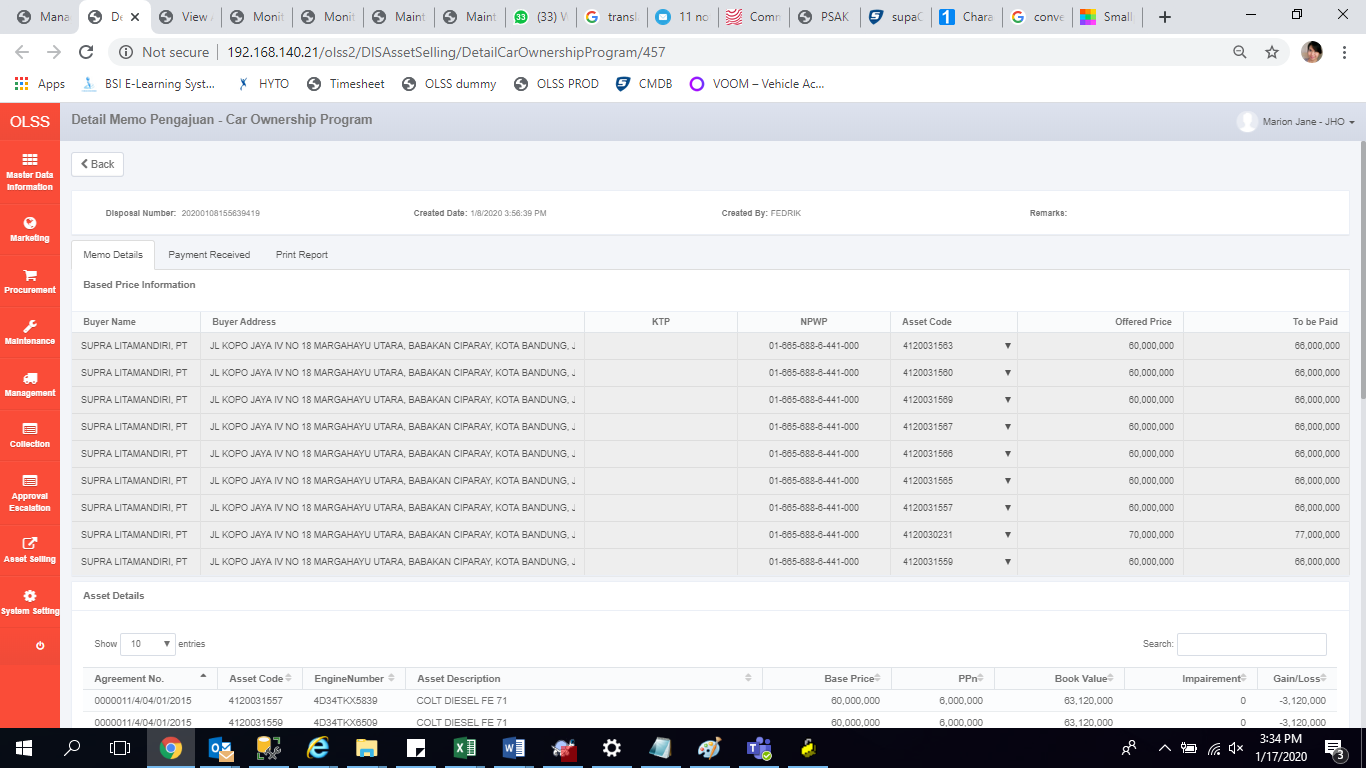 Mana
De
View
Monit
Monit
Maint
Maint
(33) W
transl
11 no
Comn
PSAK
supaC
Chara
conve
Small
Not secure 192.168.140.21/olss2/DISAssetSelling/DetailCarOwnershipProgram/457
Apps BSI E-Learning Syst... HYTO Timesheet OLSS dummy OLSS PROD CMDB VOOM – Vehicle Ac...
OLSS
Detail Memo Pengajuan - Car Ownership Program
Marion Jane - JHO
Master Data Information
Marketing
Procurement
Maintenance
Management
Collection
Approval Escalation
Asset Selling
System Setting
Back
Disposal Number: 20200108155639419 Created Date: 1/8/2020 3:56:39 PM Created By: FEDRIK Remarks:
Memo Details Payment Received Print Report
Based Price Information
Buyer Name Buyer Address KTP NPWP Asset Code Offered Price To be Paid
SUPRA LITAMANDIRI, PT JL KOPO JAYA IV NO 18 MARGAHAYU UTARA, BABAKAN CIPARAY, KOTA BANDUNG, J 01-665-688-6-441-000 4120031563 60,000,000 66,000,000
SUPRA LITAMANDIRI, PT JL KOPO JAYA IV NO 18 MARGAHAYU UTARA, BABAKAN CIPARAY, KOTA BANDUNG, J 01-665-688-6-441-000 4120031560 60,000,000 66,000,000
SUPRA LITAMANDIRI, PT JL KOPO JAYA IV NO 18 MARGAHAYU UTARA, BABAKAN CIPARAY, KOTA BANDUNG, J 01-665-688-6-441-000 4120031569 60,000,000 66,000,000
SUPRA LITAMANDIRI, PT JL KOPO JAYA IV NO 18 MARGAHAYU UTARA, BABAKAN CIPARAY, KOTA BANDUNG, J 01-665-688-6-441-000 4120031567 60,000,000 66,000,000
SUPRA LITAMANDIRI, PT JL KOPO JAYA IV NO 18 MARGAHAYU UTARA, BABAKAN CIPARAY, KOTA BANDUNG, J 01-665-688-6-441-000 4120031566 60,000,000 66,000,000
SUPRA LITAMANDIRI, PT JL KOPO JAYA IV NO 18 MARGAHAYU UTARA, BABAKAN CIPARAY, KOTA BANDUNG, J 01-665-688-6-441-000 4120031565 60,000,000 66,000,000
SUPRA LITAMANDIRI, PT JL KOPO JAYA IV NO 18 MARGAHAYU UTARA, BABAKAN CIPARAY, KOTA BANDUNG, J 01-665-688-6-441-000 4120031557 60,000,000 66,000,000
SUPRA LITAMANDIRI, PT JL KOPO JAYA IV NO 18 MARGAHAYU UTARA, BABAKAN CIPARAY, KOTA BANDUNG, J 01-665-688-6-441-000 4120030231 70,000,000 77,000,000
SUPRA LITAMANDIRI, PT JL KOPO JAYA IV NO 18 MARGAHAYU UTARA, BABAKAN CIPARAY, KOTA BANDUNG, J 01-665-688-6-441-000 4120031559 60,000,000 66,000,000
Asset Details
Show 10 entries Search:
Agreement No. Asset Code EngineNumber Asset Description Base Price PPn Book Value Impairement Gain/Loss
0000011/4/04/01/2015 4120031557 4D34TKX5839 COLT DIESEL FE 71 60,000,000 6,000,000 63,120,000 0 -3,120,000
0000011/4/04/01/2015 4120031559 4D34TKX6509 COLT DIESEL FE 71 60,000,000 6,000,000 63,120,000 0 -3,120,000
3:34 PM
1/17/2020
3